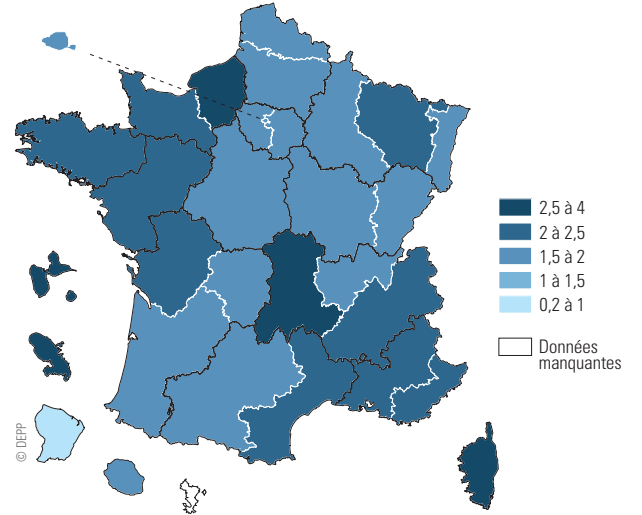 2,5 à 4
2 à 2,5
1,5 à 2
1 à 1,5
0,2 à 1
Données
manquantes
© DEPP